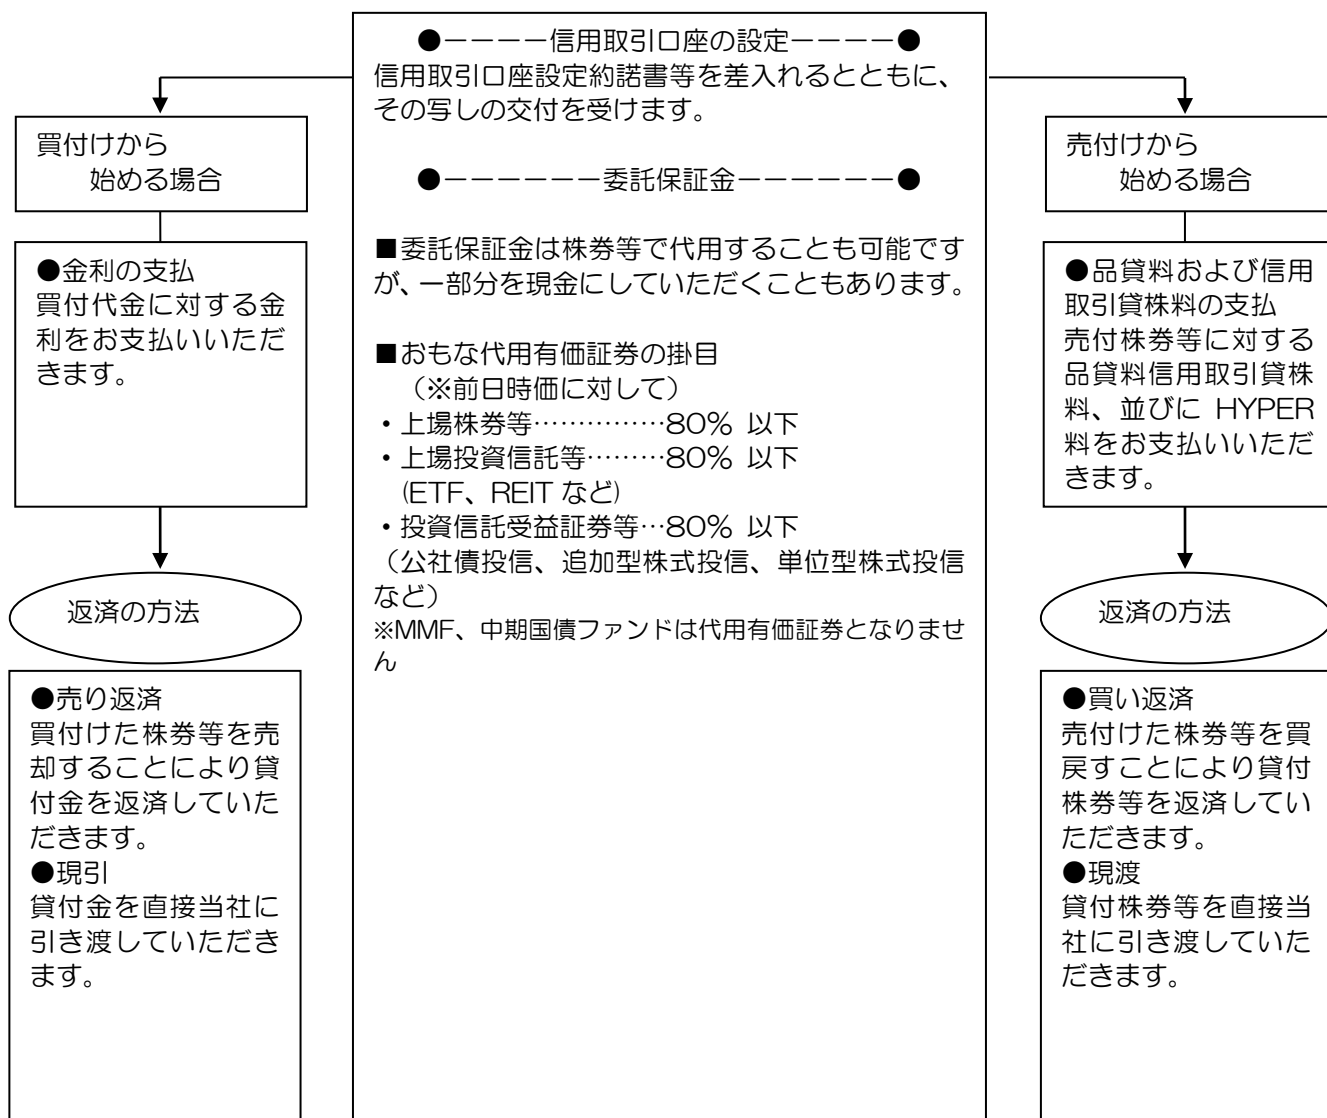 ●ーーーー信用取引口座の設定ーーーー●
信用取引口座設定約諾書等を差入れるとともに、
その写しの交付を受けます。
●ーーーーーー委託保証金ーーーーーー●
■委託保証金は株券等で代用することも可能です
が、一部分を現金にしていただくこともあります。
■おもな代用有価証券の掛目
（※前日時価に対して）
・上場株券等……………80% 以下
・上場投資信託等………80% 以下
(ETF、REIT など)
・投資信託受益証券等…80% 以下
（公社債投信、追加型株式投信、単位型株式投信
など）
※MMF、中期国債ファンドは代用有価証券となりませ
ん
買付けから
始める場合
●金利の支払
買付代金に対する金
利をお支払いいただ
きます。
返済の方法
●売り返済
買付けた株券等を売
却することにより貸
付金を返済していた
だきます。
●現引
貸付金を直接当社に
引き渡していただき
ます。
売付けから
始める場合
●品貸料および信用
取引貸株料の支払
売付株券等に対する
品貸料信用取引貸株
料、並びに HYPER
料をお支払いいただ
きます。
返済の方法
●買い返済
売付けた株券等を買
戻すことにより貸付
株券等を返済してい
ただきます。
●現渡
貸付株券等を直接当
社に引き渡していた
だきます。